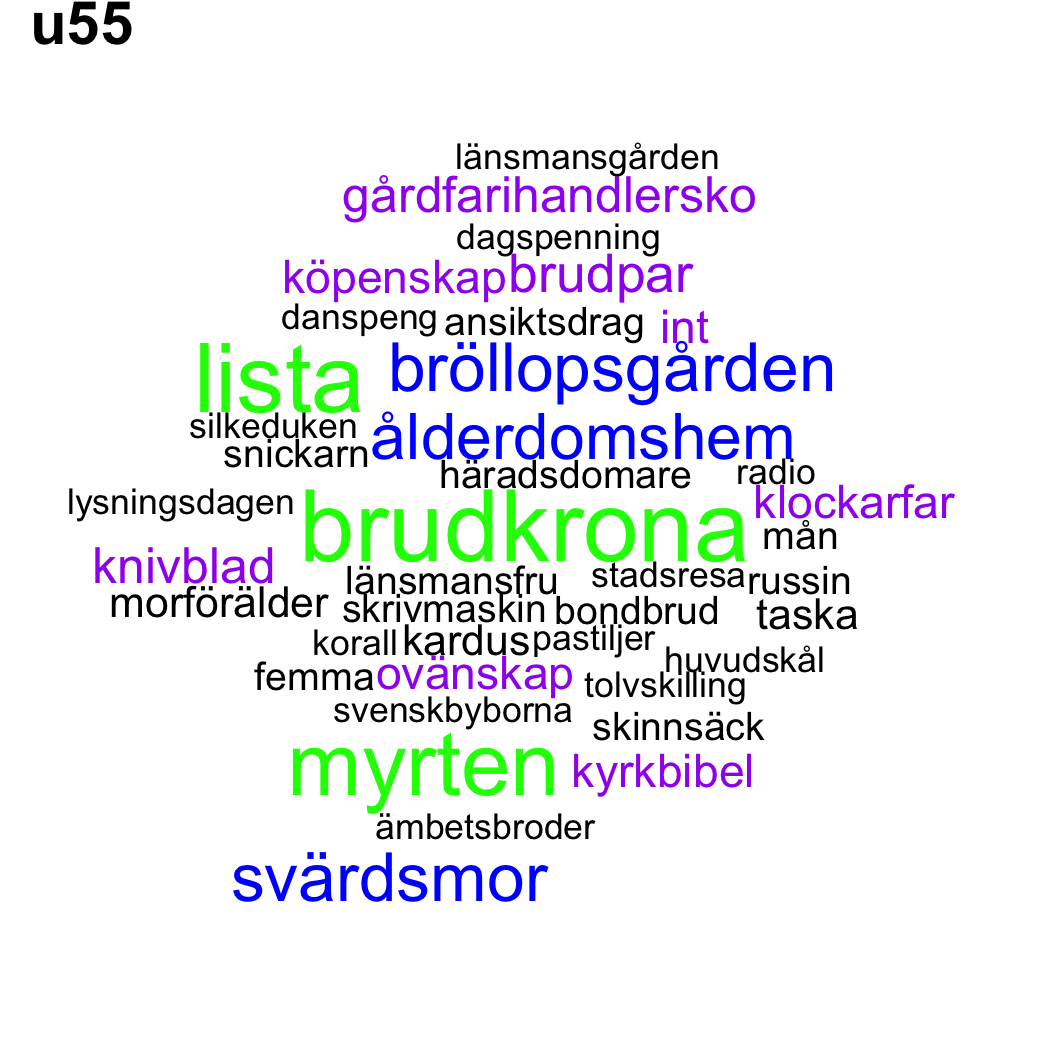 u55
länsmansgården
gårdfarihandlersko
dagspenning
köpenskap brudpar
danspeng ansiktsdrag int
lista bröllopsgården
silkeduken ålderdomshem
snickarn
häradsdomare radio
lysningsdagen brudkrona klockarfar
mån
knivblad länsmansfru stadsresa russin
morförälder skrivmaskin bondbrud taska
korall kardus pastiljer
huvudskål
femma ovänskap tolvskilling
svenskbyborna skinnsäck
myrten kyrkbibel
ämbetsbroder
svärdsmor